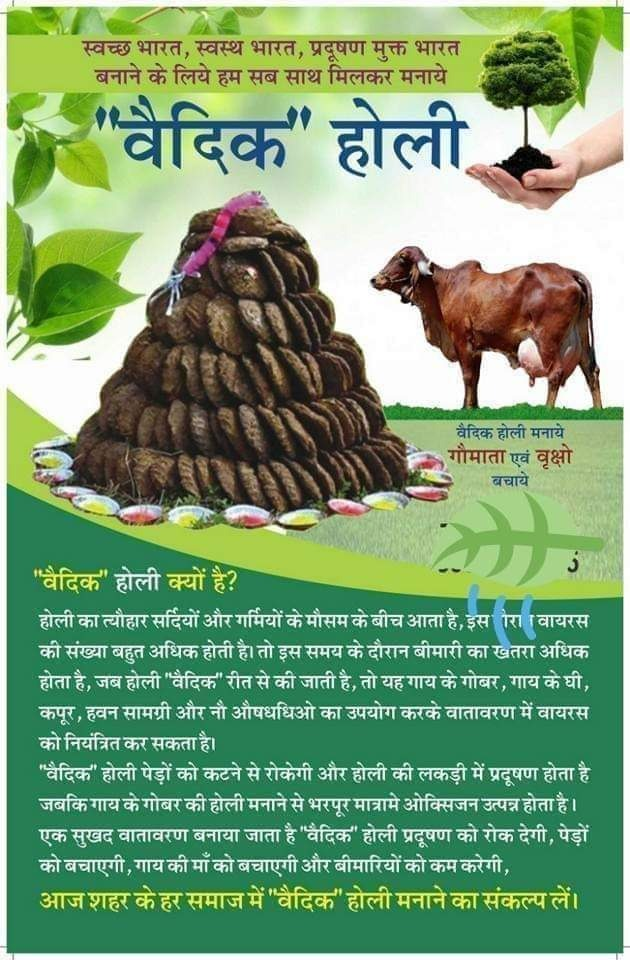 स्वच्छ भारत, स्वस्थ भारत, प्रदूषण मुक्त भारत
बनाने के लिये हम सब साथ मिलकर मनाये
"वैदिक" होली
वैदिक होली मनाये
गौमाता एवं वृक्षो
बचाये
"वैदिक" होली क्यों है?
होली का त्यौहार सर्दियों और गर्मियों के मौसम के बीच आता है, इस वायरस
की संख्या बहुत अधिक होती है। तो इस समय के दौरान बीमारी का खतरा अधिक
होता है, जब होली "वैदिक" रीत से की जाती है, तो यह गाय के गोबर, गाय के घी,
कपूर, हवन सामग्री और नौ औषधधिओ का उपयोग करके वातावरण में वायरस
को नियंत्रित कर सकता है।
"वैदिक" होली पेड़ों को कटने से रोकेगी और होली की लकड़ी में प्रदूषण होता है
जबकि गाय के गोबर की होली मनाने से भरपूर मात्रामे ओक्सिजन उत्पन्न होता है।
एक सुखद वातावरण बनाया जाता है "वैदिक" होली प्रदूषण को रोक देगी, पेड़ों
को बचाएगी, गाय की माँ को बचाएगी और बीमारियों को कम करेगी,
आज शहर के हर समाज में "वैदिक" होली मनाने का संकल्प लें।